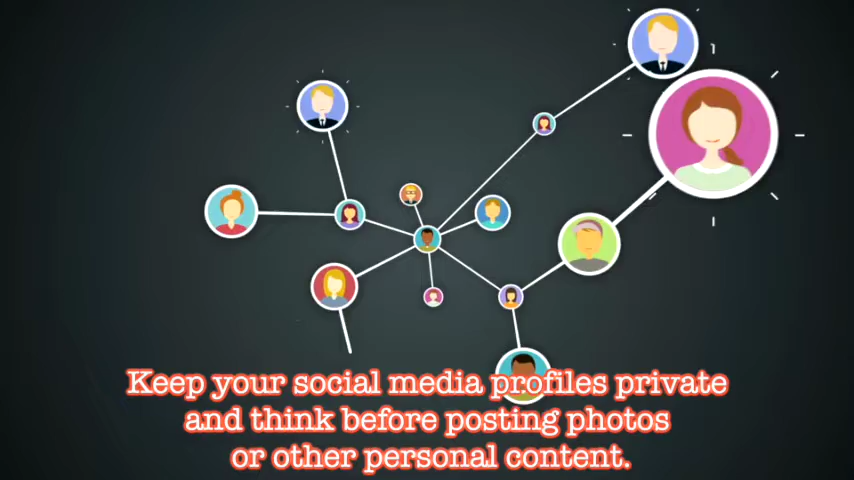 Keep your social media profiles private
and think before posting photos
or other personal content.